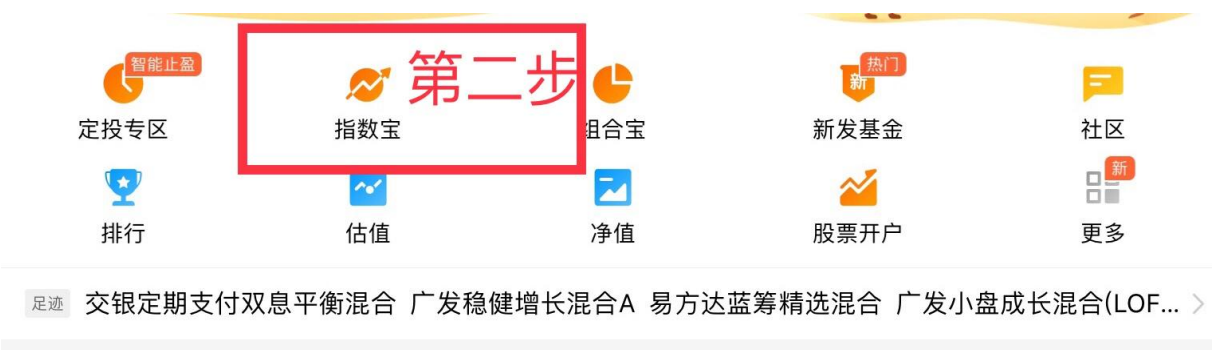 智能止盈
第二步
热门
新
定投专区
指数宝
组合宝
新发基金
社区
新
排行
估值
净值
股票开户
更多
足迹 交银定期支付双息平衡混合 广发稳健增长混合A 易方达蓝筹精选混合 广发小盘成长混合(LOF...